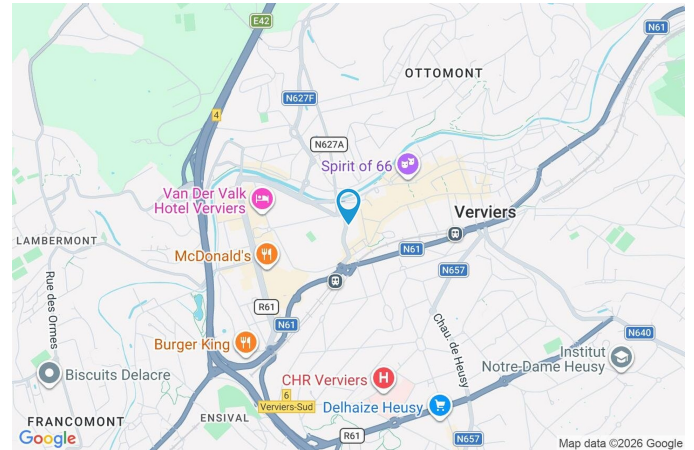 E42
N61
OTTOMONT
N627F
4
N627A
Spirit of 66
Van Der Valk
Hotel Verviers
Verviers
LAMBERMONT
McDonald's
N61
N657
Rue des Ormes
R61
N61
N640
Burger King
Chau. de Heusy
Institut
Notre-Dame Heusy
Biscuits Delacre
CHR Verviers
H
6
Verviers-Sud
Delhaize Heusy
FRANCOMONT
ENSIVAL
R61
N657
Google
Map data ©2026 Google